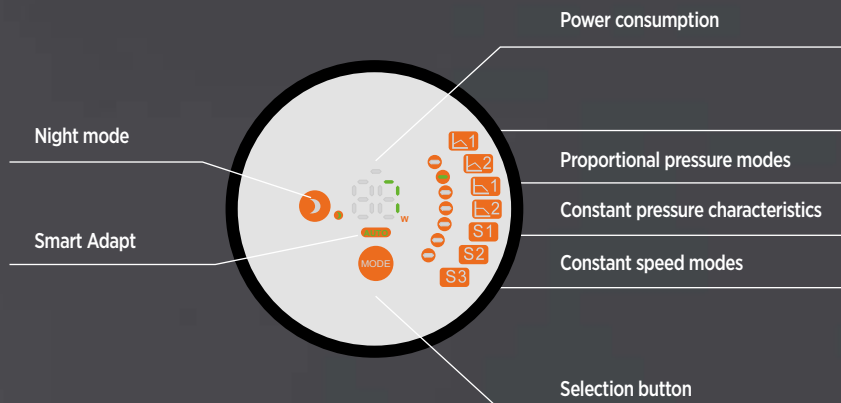 Power consumption
Night mode
Smart Adapt
Proportional pressure modes
Constant pressure characteristics
Constant speed modes
Selection button
1
2
1
2
S1
S2
S3
W
MODE